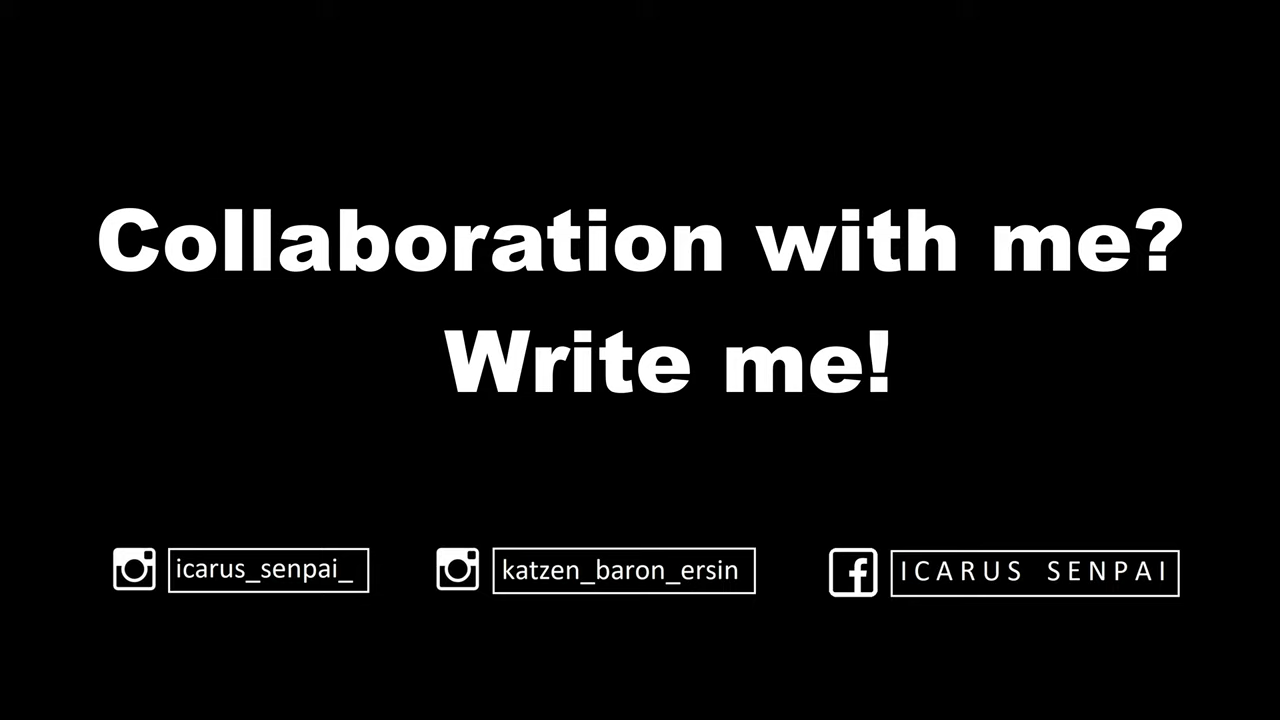 Collaboration with me?
Write me!
icarus_senpai_
katzen_baron_ersin
ICARUS SENPAI